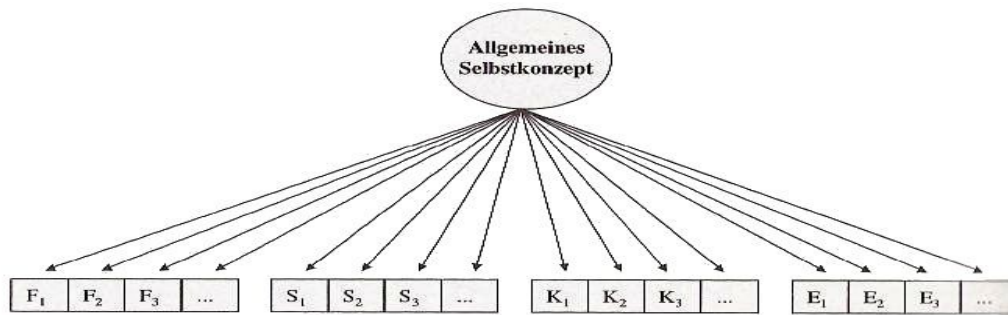 Allgemeines
Selbstkonzept
F₁ F₂ F₃ ... S₁ S₂ S₃ ... K₁ K₂ K₃ ... E₁ E₂ E₃ ...